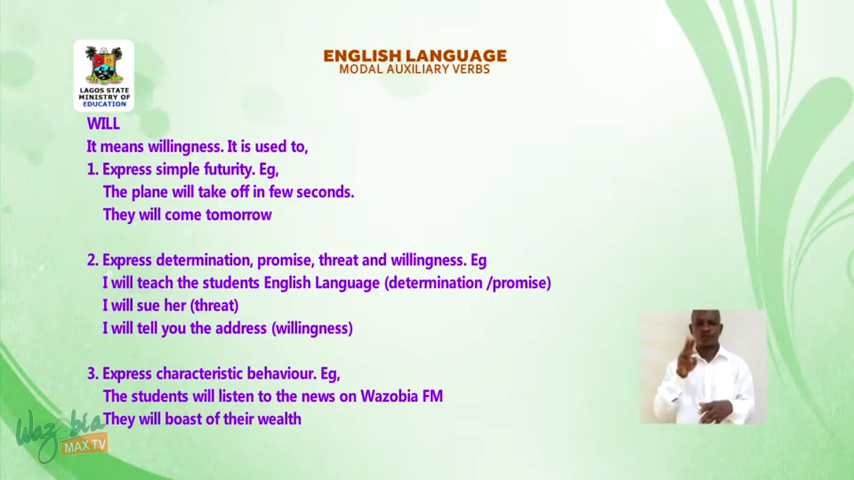 ENGLISH LANGUAGE
MODAL AUXILIARY VERBS
LAGOS STATE
MINISTRY OF
EDUCATION
WILL
It means willingness. It is used to,
1. Express simple futurity. Eg,
The plane will take off in few seconds.
They will come tomorrow
2. Express determination, promise, threat and willingness. Eg
I will teach the students English Language (determination /promise)
I will sue her (threat)
I will tell you the address (willingness)
3. Express characteristic behaviour. Eg,
The students will listen to the news on Wazobia FM
They will boast of their wealth
Wazobia
MAX TV